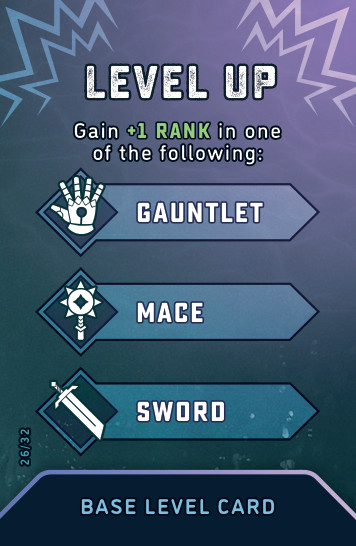 LEVEL UP
Gain +1 RANK in one
of the following:
GAUNTLET
MACE
SWORD
26/32
BASE LEVEL CARD